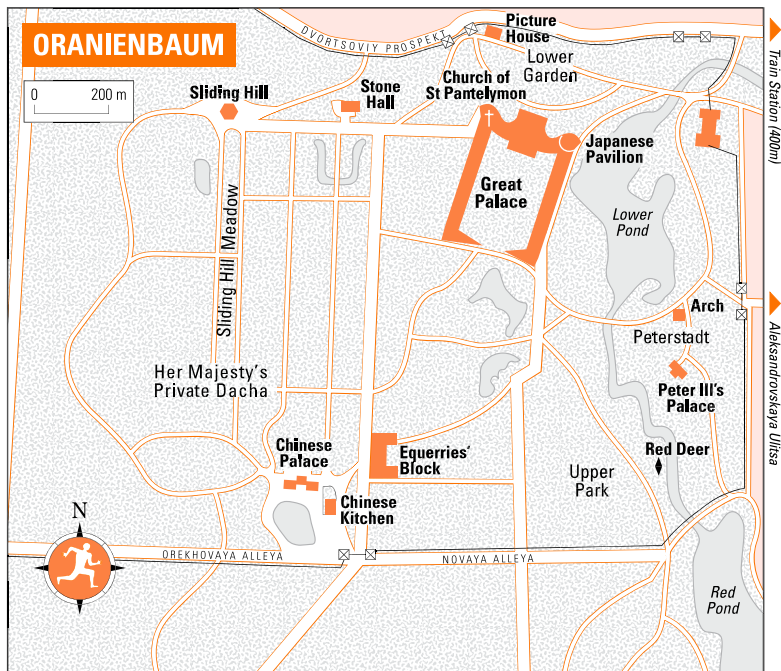 ORANIENBAUM
0 200 m
DVORTSOVIY PROSPEKT
Picture
House
Lower
Garden
Church of
St Pantelymon
Sliding Hill
Stone
Hall
Japanese
Pavilion
Great
Palace
Lower
Pond
Sliding Hill Meadow
Train Station (400m)
Arch
Peterstadt
Peter III's
Palace
Aleksandrovskaya Ulitsa
Her Majesty's
Private Dacha
Chinese
Palace
Equerries'
Block
Red Deer
Upper
Park
Chinese
Kitchen
N
OREKHOVAYA ALLEYA
NOVAYA ALLEYA
Red
Pond